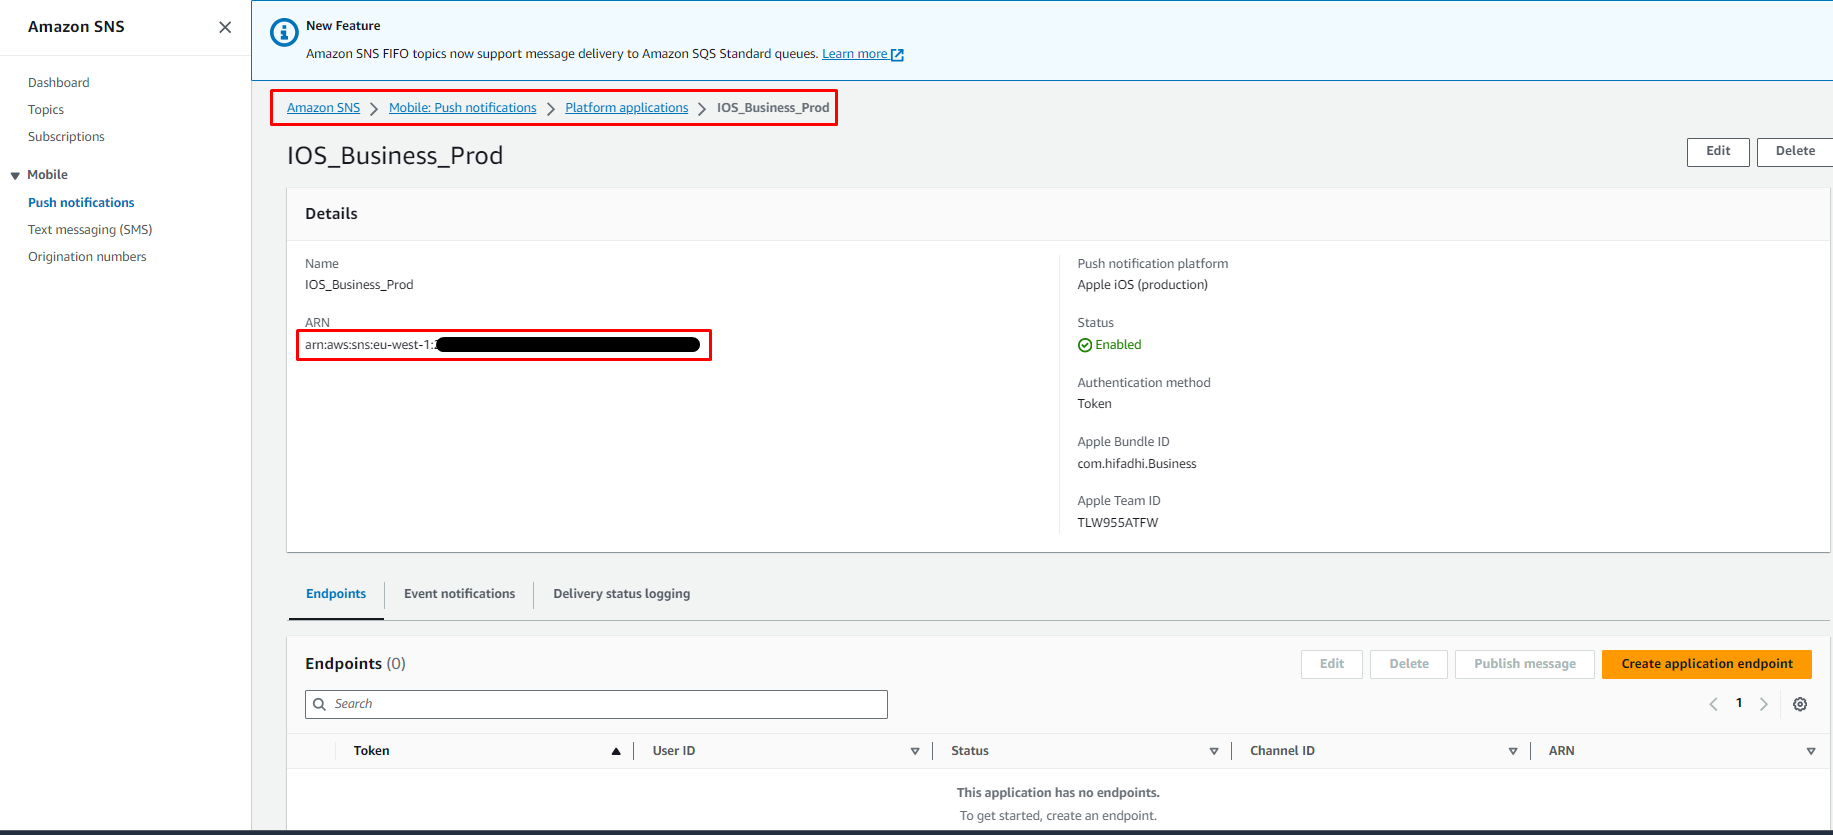 Amazon SNS
Dashboard
Topics
Subscriptions
Mobile
Push notifications
Text messaging (SMS)
Origination numbers
New Feature
Amazon SNS FIFO topics now support message delivery to Amazon SQS Standard queues. Learn more
Amazon SNS > Mobile: Push notifications > Platform applications > IOS_Business_Prod
IOS_Business_Prod
Edit
Delete
Details
Name
IOS_Business_Prod
ARN
arn:aws:sns:eu-west-1:
Push notification platform
Apple iOS (production)
Status
Enabled
Authentication method
Token
Apple Bundle ID
com.hifadhi.Business
Apple Team ID
TLW955ATFW
Endpoints
Event notifications
Delivery status logging
Endpoints (0)
Edit
Delete
Publish message
Create application endpoint
Search
1
Token
User ID
Status
Channel ID
ARN
This application has no endpoints.
To get started, create an endpoint.